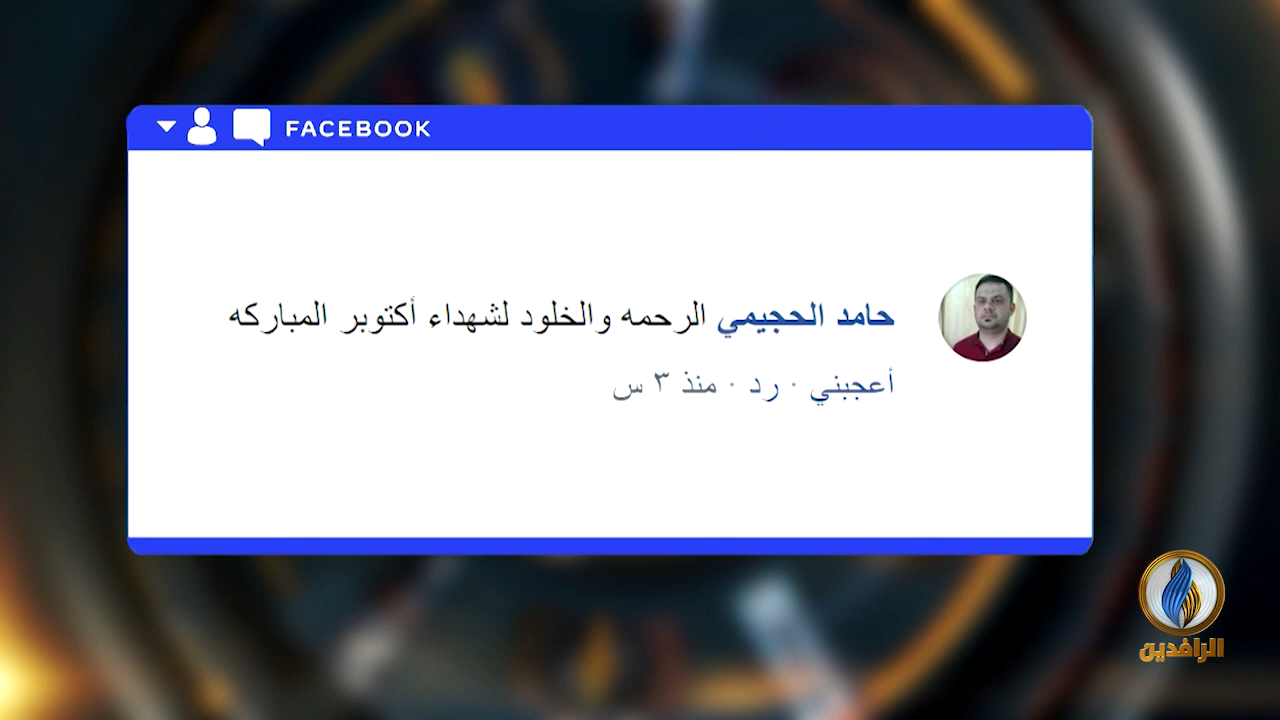 FACEBOOK
حامد الحجيمي الرحمه والخلود لشهداء أكتوبر المباركه
أعجبني · رد · منذ ٣ س
الرافدين